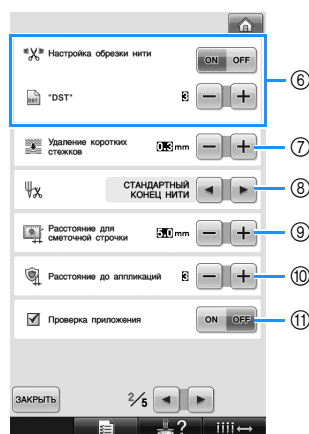 Настройка обрезки нити
ON OFF
⑥
DST
"DST"
3
− +
Удаление коротких
стежков
0.3 mm
− +
⑦
СТАНДАРТНЫЙ
КОНЕЦ НИТИ
⑧
Расстояние для
сметочной строчки
5.0 mm
− +
⑨
Расстояние до аппликаций
3
− +
⑩
Проверка приложения
ON OFF
⑪
ЗАКРЫТЬ
2/5
?